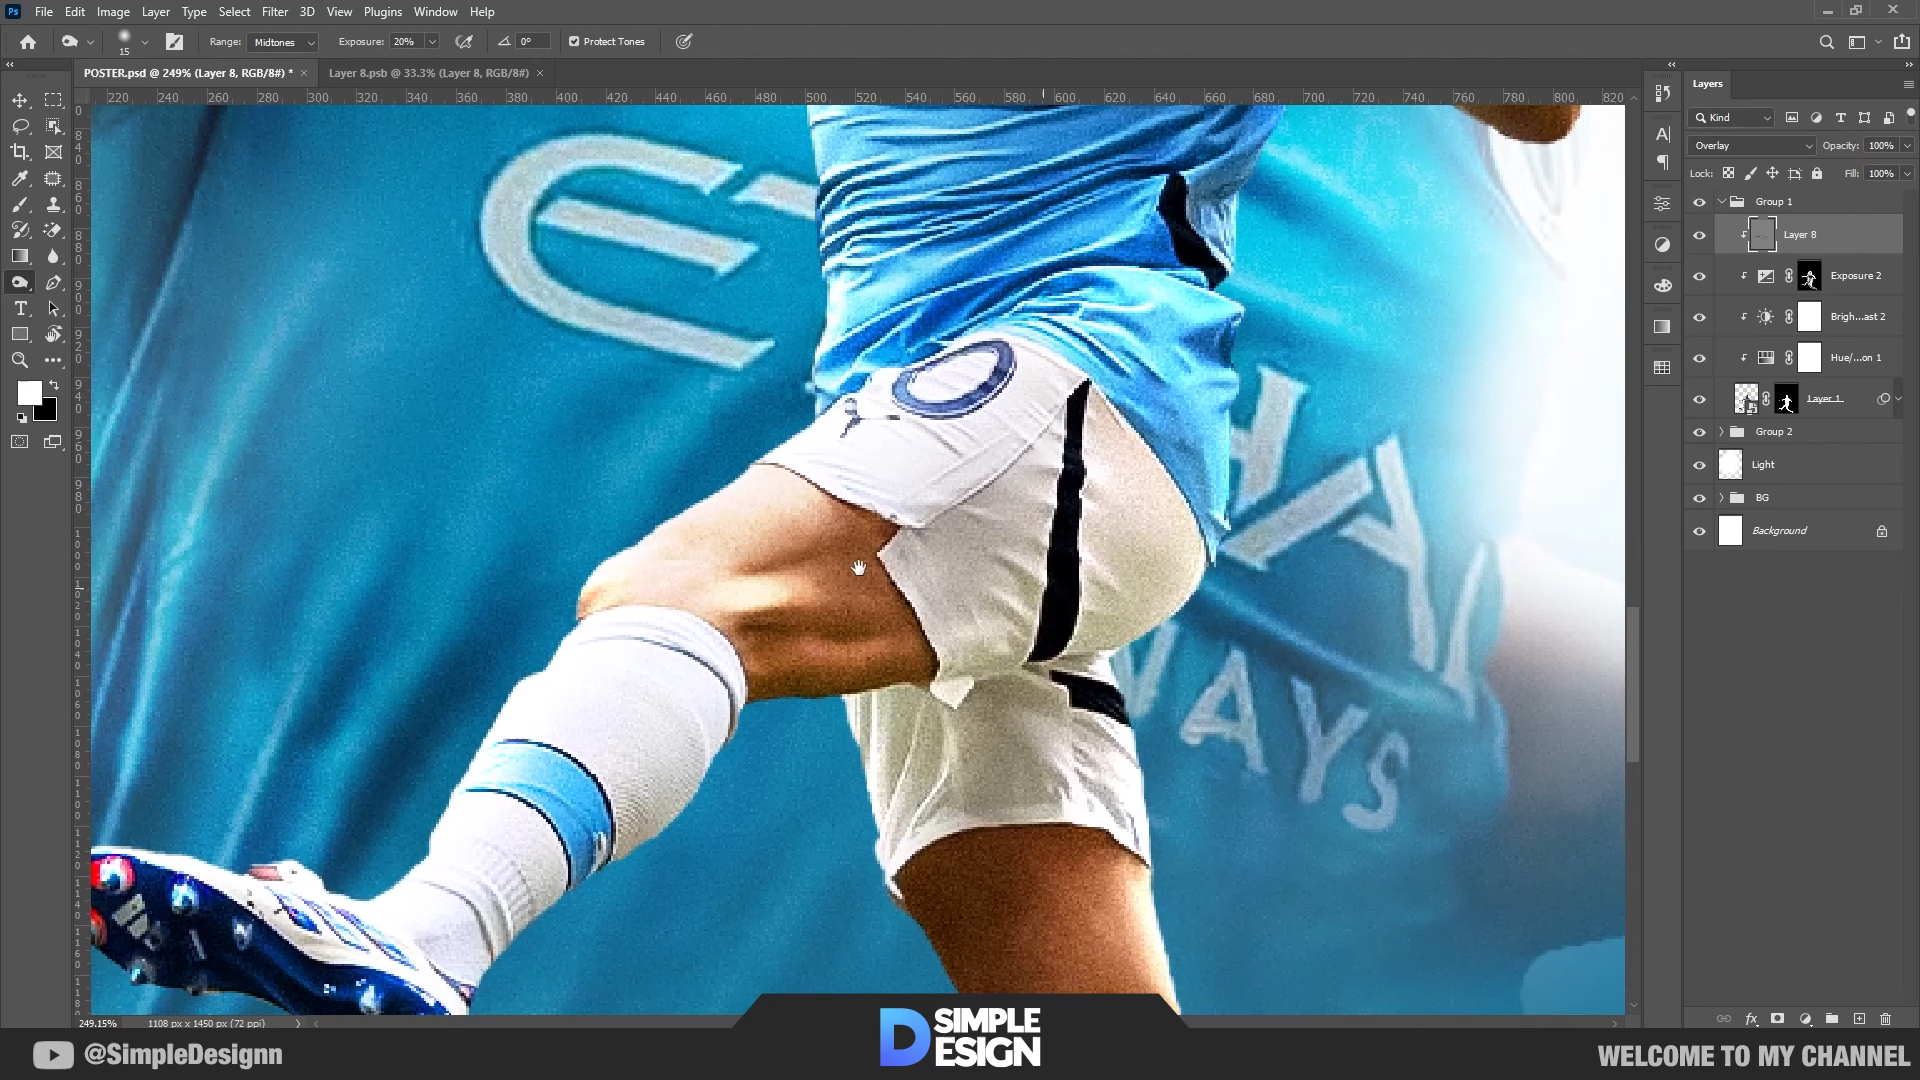 Ps File Edit Image Layer Type Select Filter 3D View Plugins Window Help
15 Range: Midtones Exposure: 20% 0° Protect Tones
POSTER.psd @ 249% (Layer 8, RGB/8#) * × Layer 8.psb @ 33.3% (Layer 8, RGB/8#) ×
220 240 260 280 300 320 340 360 380 400 420 440 460 480 500 520 540 560 580 600 620 640 660 680 700 720 740 760 780 800 820
Layers
Kind
Overlay Opacity: 100%
Lock: Fill: 100%
Group 1
Layer 8
Exposure 2
Brigh...ast 2
Hue/...on 1
Layer 1
Group 2
Light
BG
Background
WAYS
249.15% 1108 px x 1450 px (72 ppi)
@SimpleDesignn
D SIMPLE
ESIGN
WELCOME TO MY CHANNEL